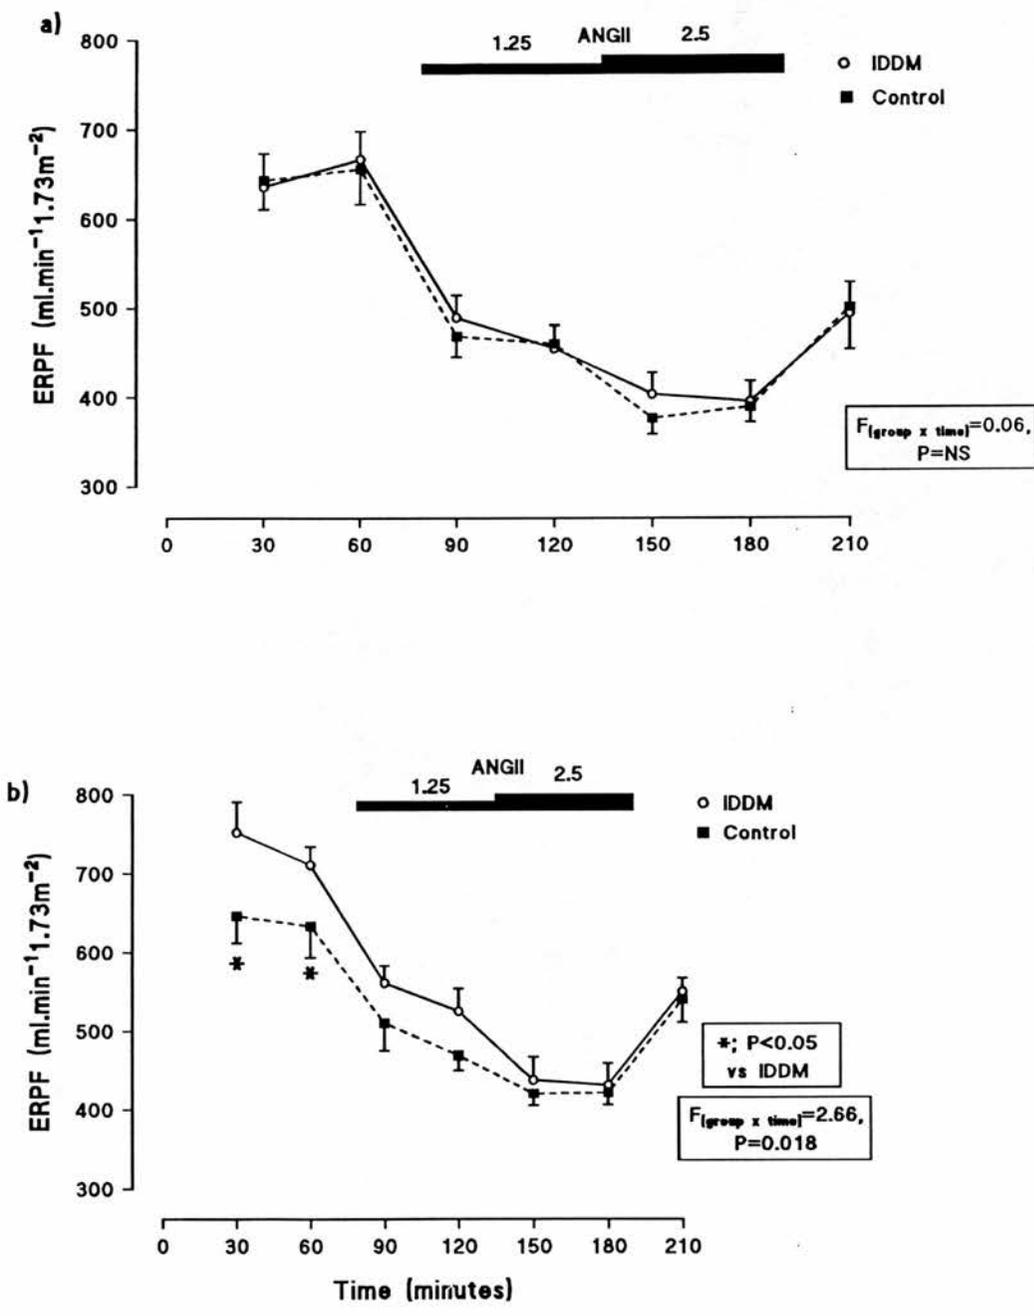 a)
ANGII
1.25 2.5
IDDM
Control
ERPF (ml.min⁻¹1.73m⁻²)
800
700
600
500
400
300
F(group x time)=0.06,
P=NS
0 30 60 90 120 150 180 210
b)
ANGII
1.25 2.5
IDDM
Control
ERPF (ml.min⁻¹1.73m⁻²)
800
700
600
500
400
300
*
*
*; P<0.05
vs IDDM
F(group x time)=2.66,
P=0.018
0 30 60 90 120 150 180 210
Time (minutes)